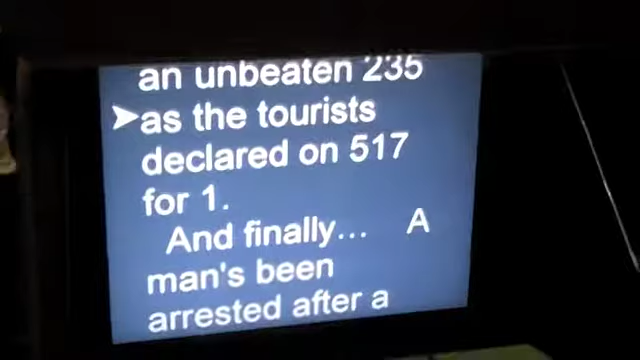 an unbeaten 235
as the tourists
declared on 517
for 1.
And finally... A
man's been
arrested after a